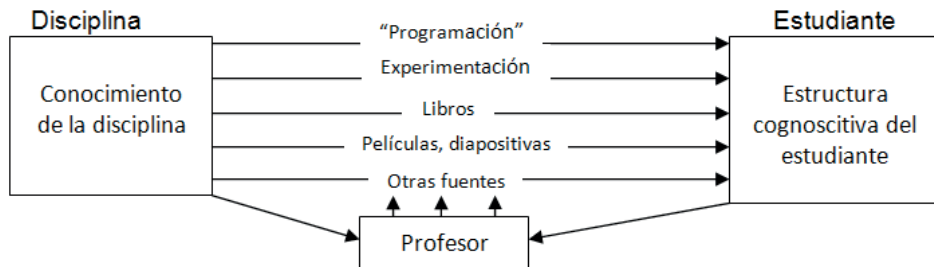 Disciplina
Estudiante
“Programación”
Experimentación
Conocimiento
de la disciplina
Libros
Estructura
cognoscitiva del
estudiante
Películas, diapositivas
Otras fuentes
Profesor